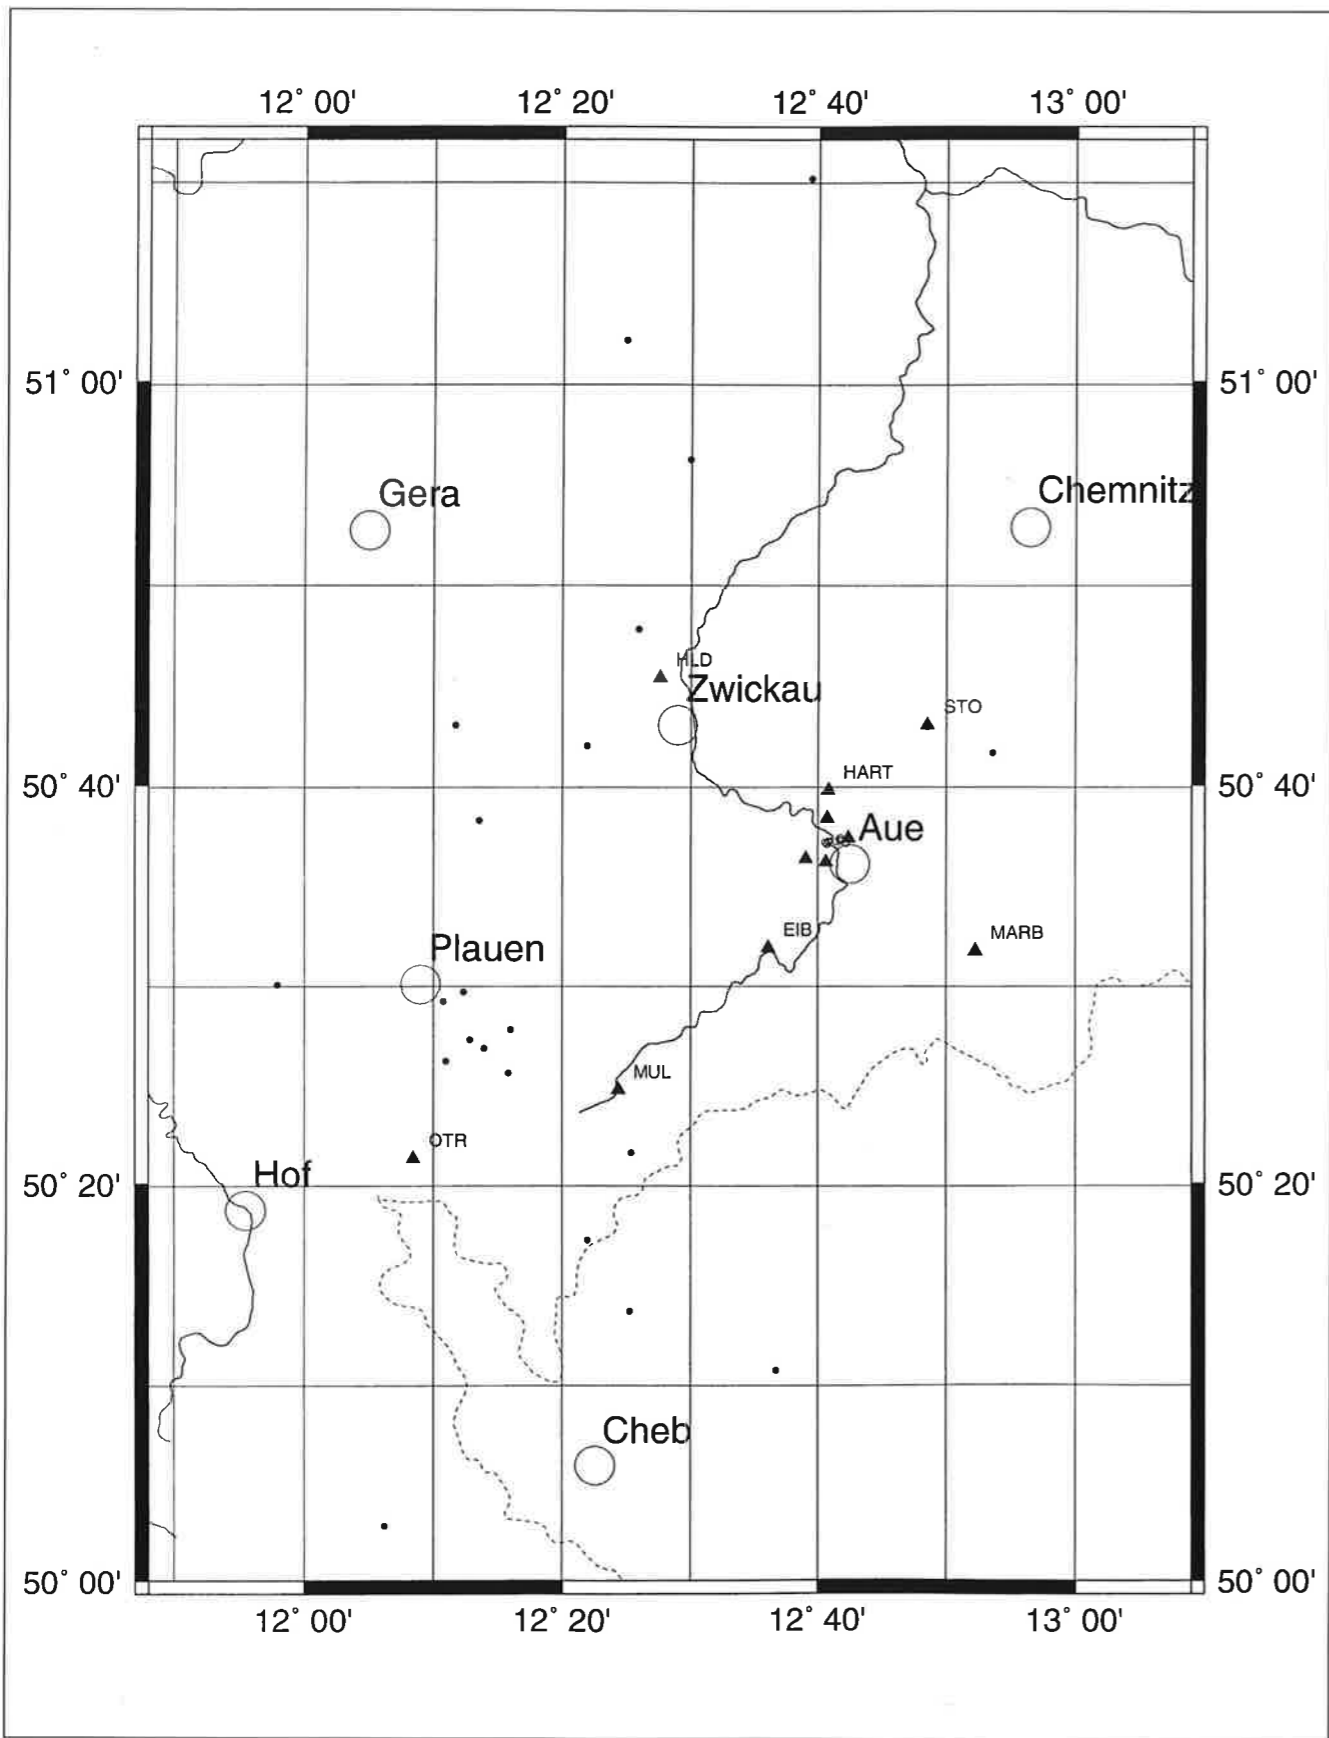 12° 00' 12° 20' 12° 40' 13° 00'
51° 00' 51° 00'
Gera Chemnitz
HLD
Zwickau
STO
HART
50° 40' 50° 40'
Aue
EIB
MARB
Plauen
MUL
OTR
Hof
50° 20' 50° 20'
Cheb
50° 00' 50° 00'
12° 00' 12° 20' 12° 40' 13° 00'